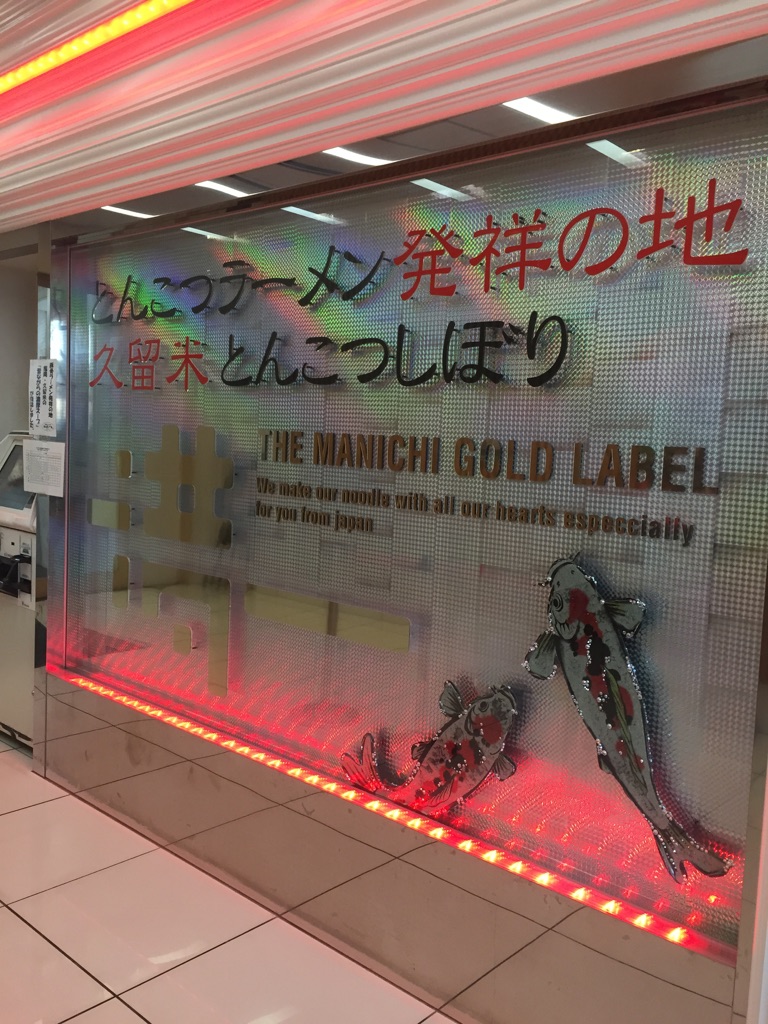 とんこつラーメン発祥の地
久留米とんこつしぼり
THE MANICHI GOLD LABEL
We make our noodle with all our hearts especcially
for you from japan
満
一